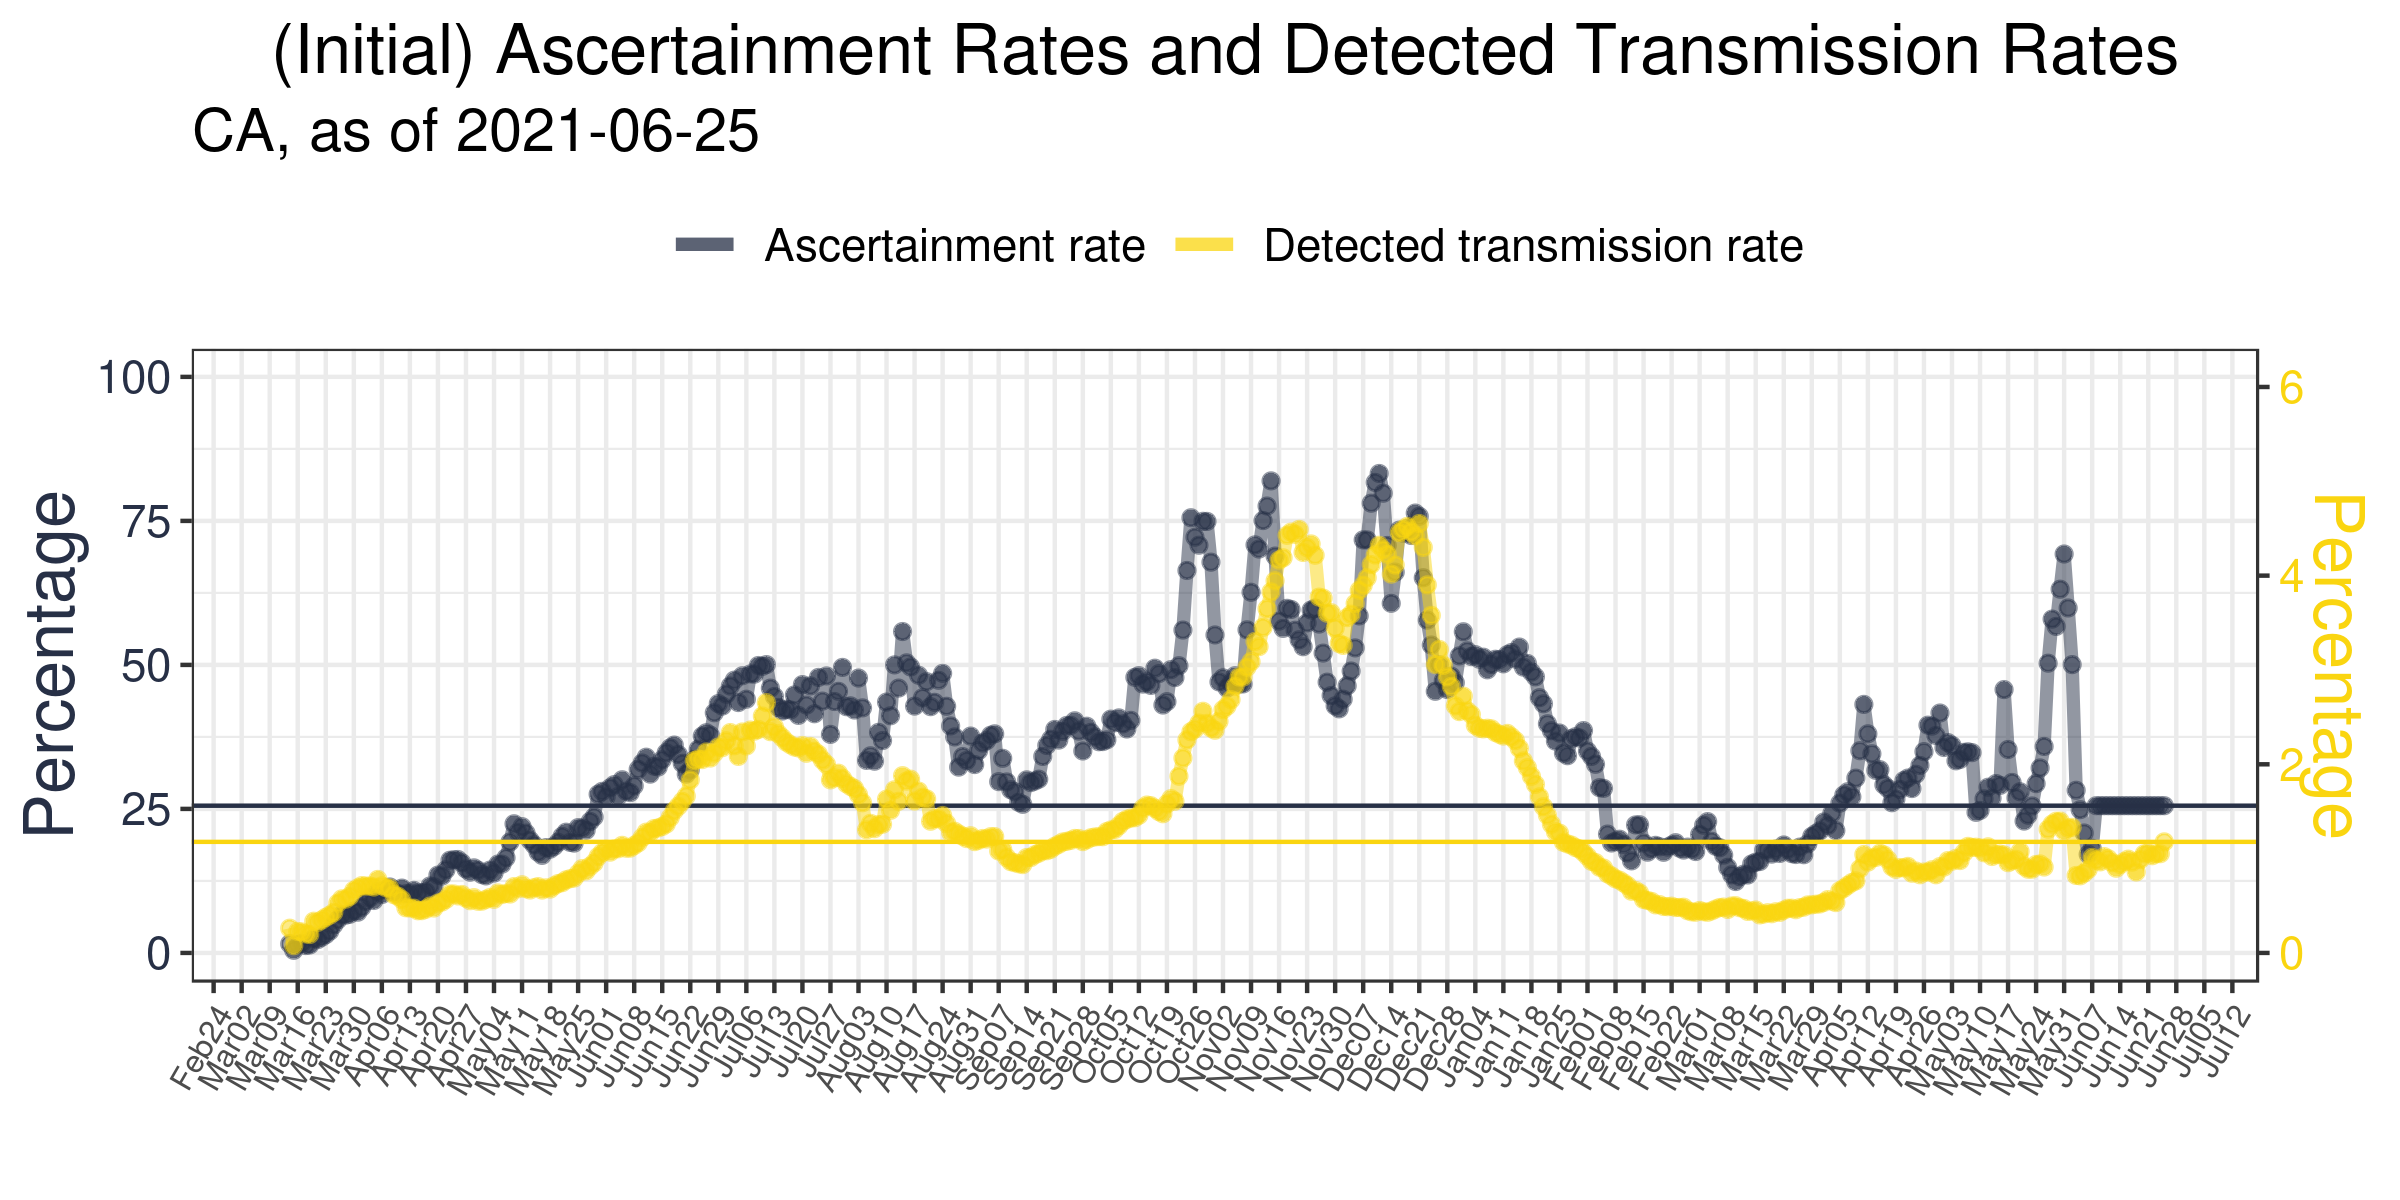 (Initial) Ascertainment Rates and Detected Transmission Rates
CA, as of 2021-06-25
Ascertainment rate
Detected transmission rate
Percentage
100
75
50
25
0
6
4
2
0
Percentage
Feb24
Mar02
Mar09
Mar16
Mar23
Mar30
Apr06
Apr13
Apr20
Apr27
May04
May11
May18
May25
Jun01
Jun08
Jun15
Jun22
Jun29
Jul06
Jul13
Jul20
Jul27
Aug03
Aug10
Aug17
Aug24
Aug31
Sep07
Sep14
Sep21
Sep28
Oct05
Oct12
Oct19
Oct26
Nov02
Nov09
Nov16
Nov23
Nov30
Dec07
Dec14
Dec21
Dec28
Jan04
Jan11
Jan18
Jan25
Feb01
Feb08
Feb15
Feb22
Mar01
Mar08
Mar15
Mar22
Mar29
Apr05
Apr12
Apr19
Apr26
May03
May10
May17
May24
May31
Jun07
Jun14
Jun21
Jun28
Jul05
Jul12